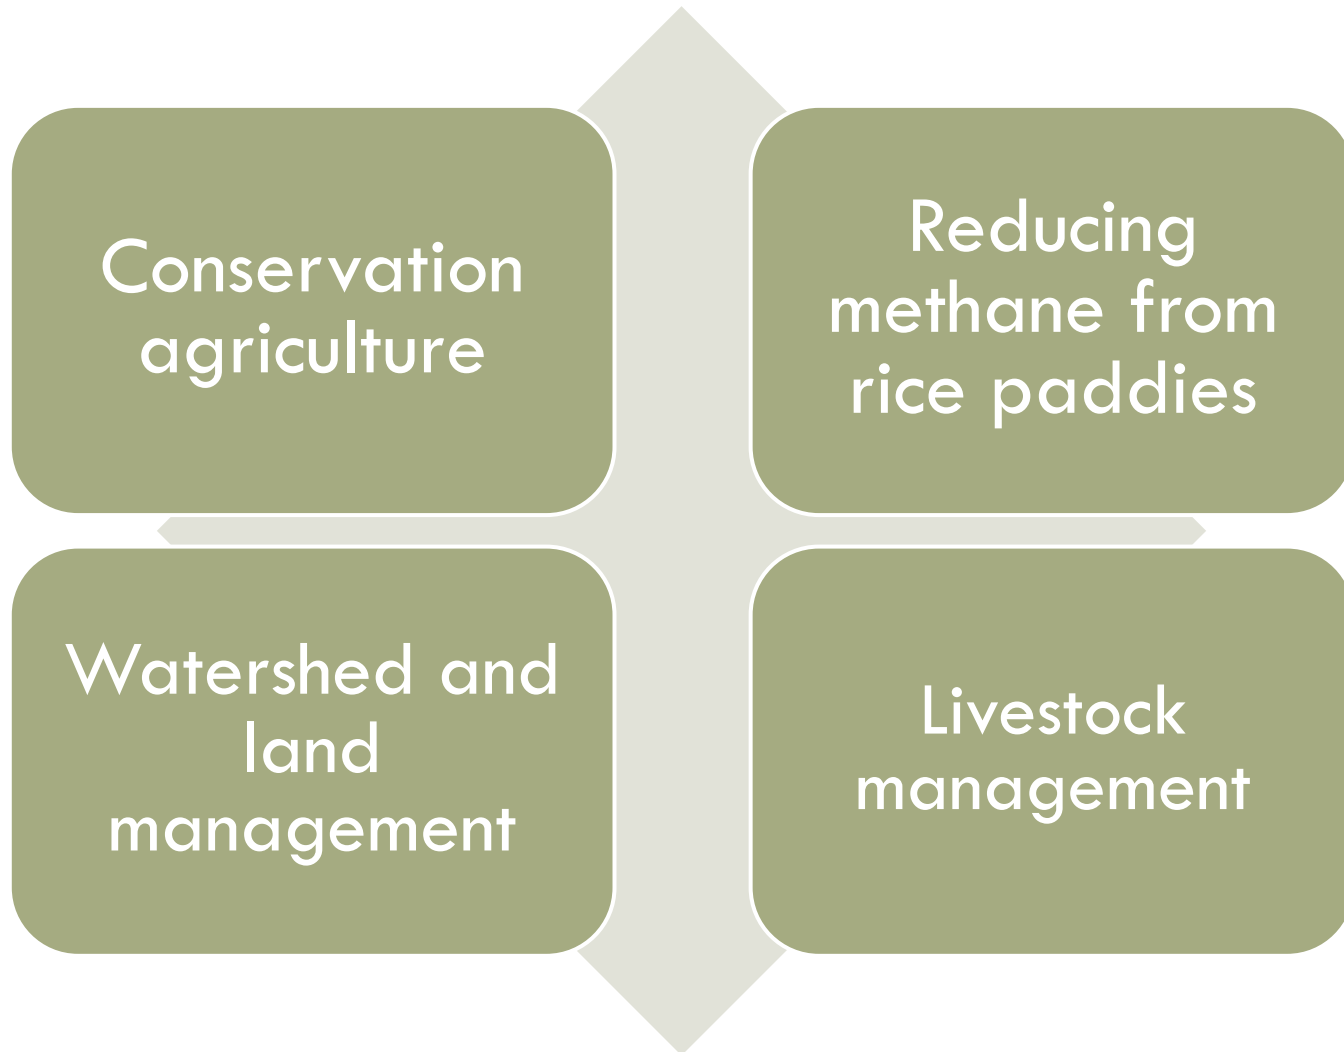 Conservation
agriculture
Reducing
methane from
rice paddies
Watershed and
land
management
Livestock
management